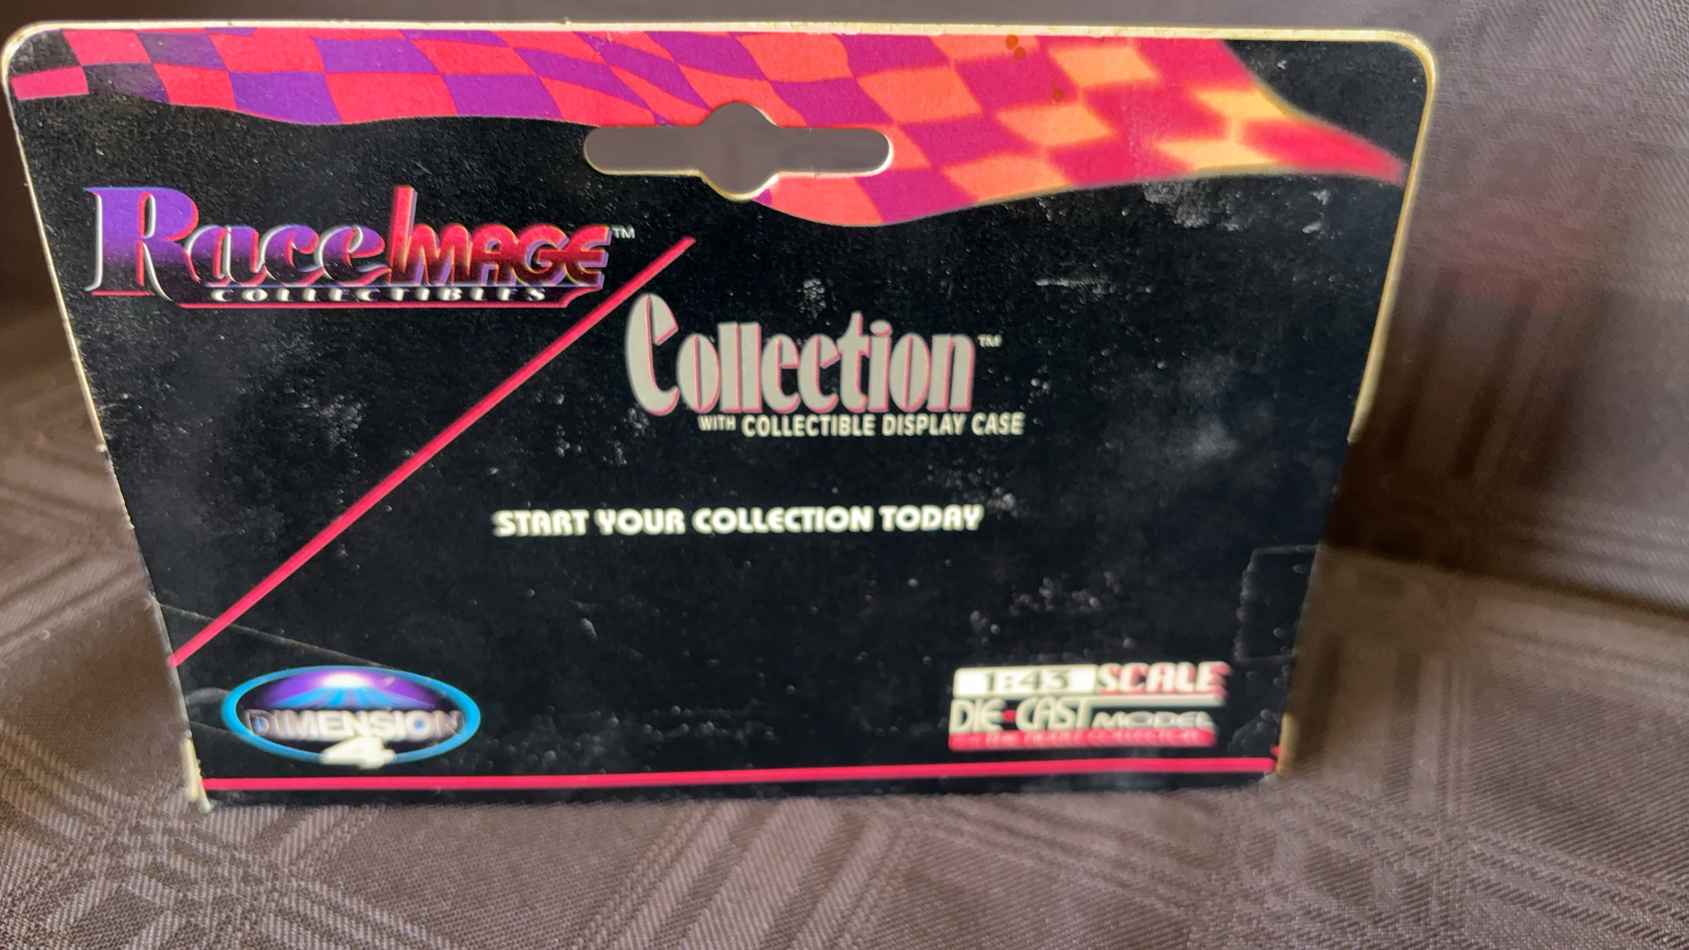 RaceImage™
COLLECTIBLES
Collection™
WITH COLLECTIBLE DISPLAY CASE
START YOUR COLLECTION TODAY
DIMENSION
4
1:43 SCALE
DIE•CAST MODEL